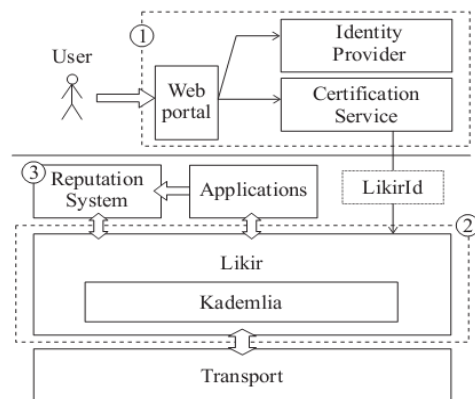 1
Identity
Provider
User
Web
portal
Certification
Service
3
Reputation
System
Applications
LikirId
2
Likir
Kademlia
Transport